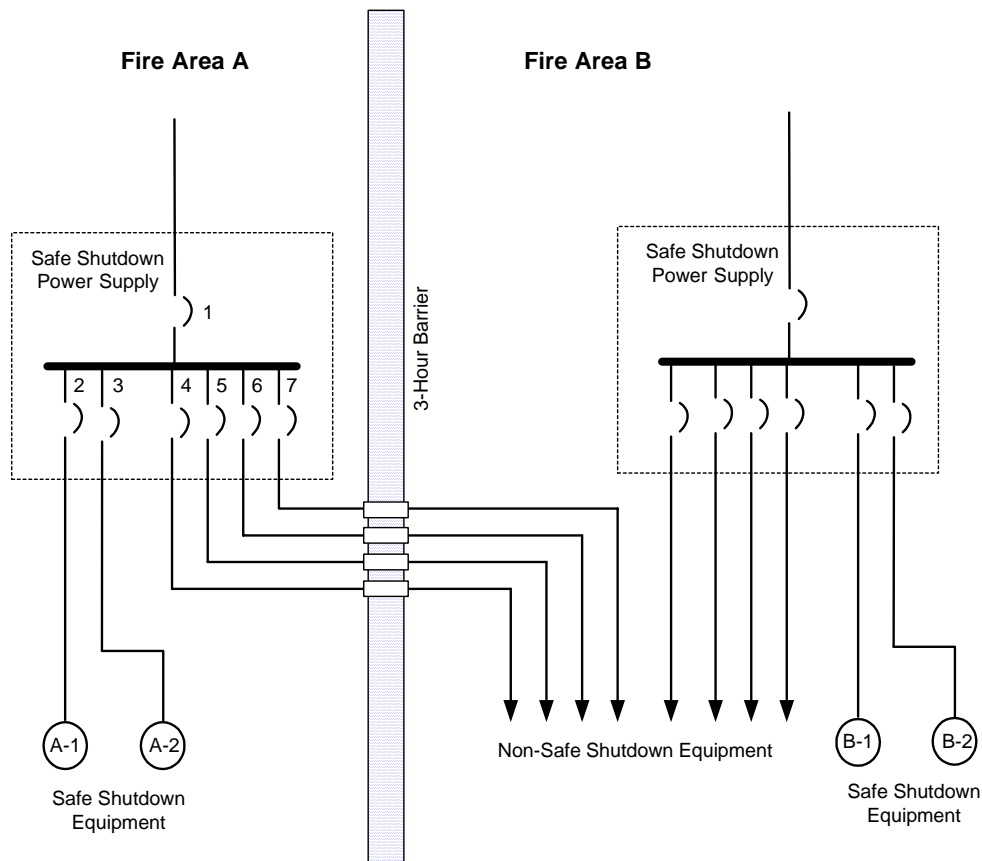 Fire Area A
Fire Area B
Safe Shutdown
Power Supply
1
2
3
4
5
6
7
3-Hour Barrier
Safe Shutdown
Power Supply
A-1
A-2
Safe Shutdown
Equipment
Non-Safe Shutdown Equipment
B-1
B-2
Safe Shutdown
Equipment